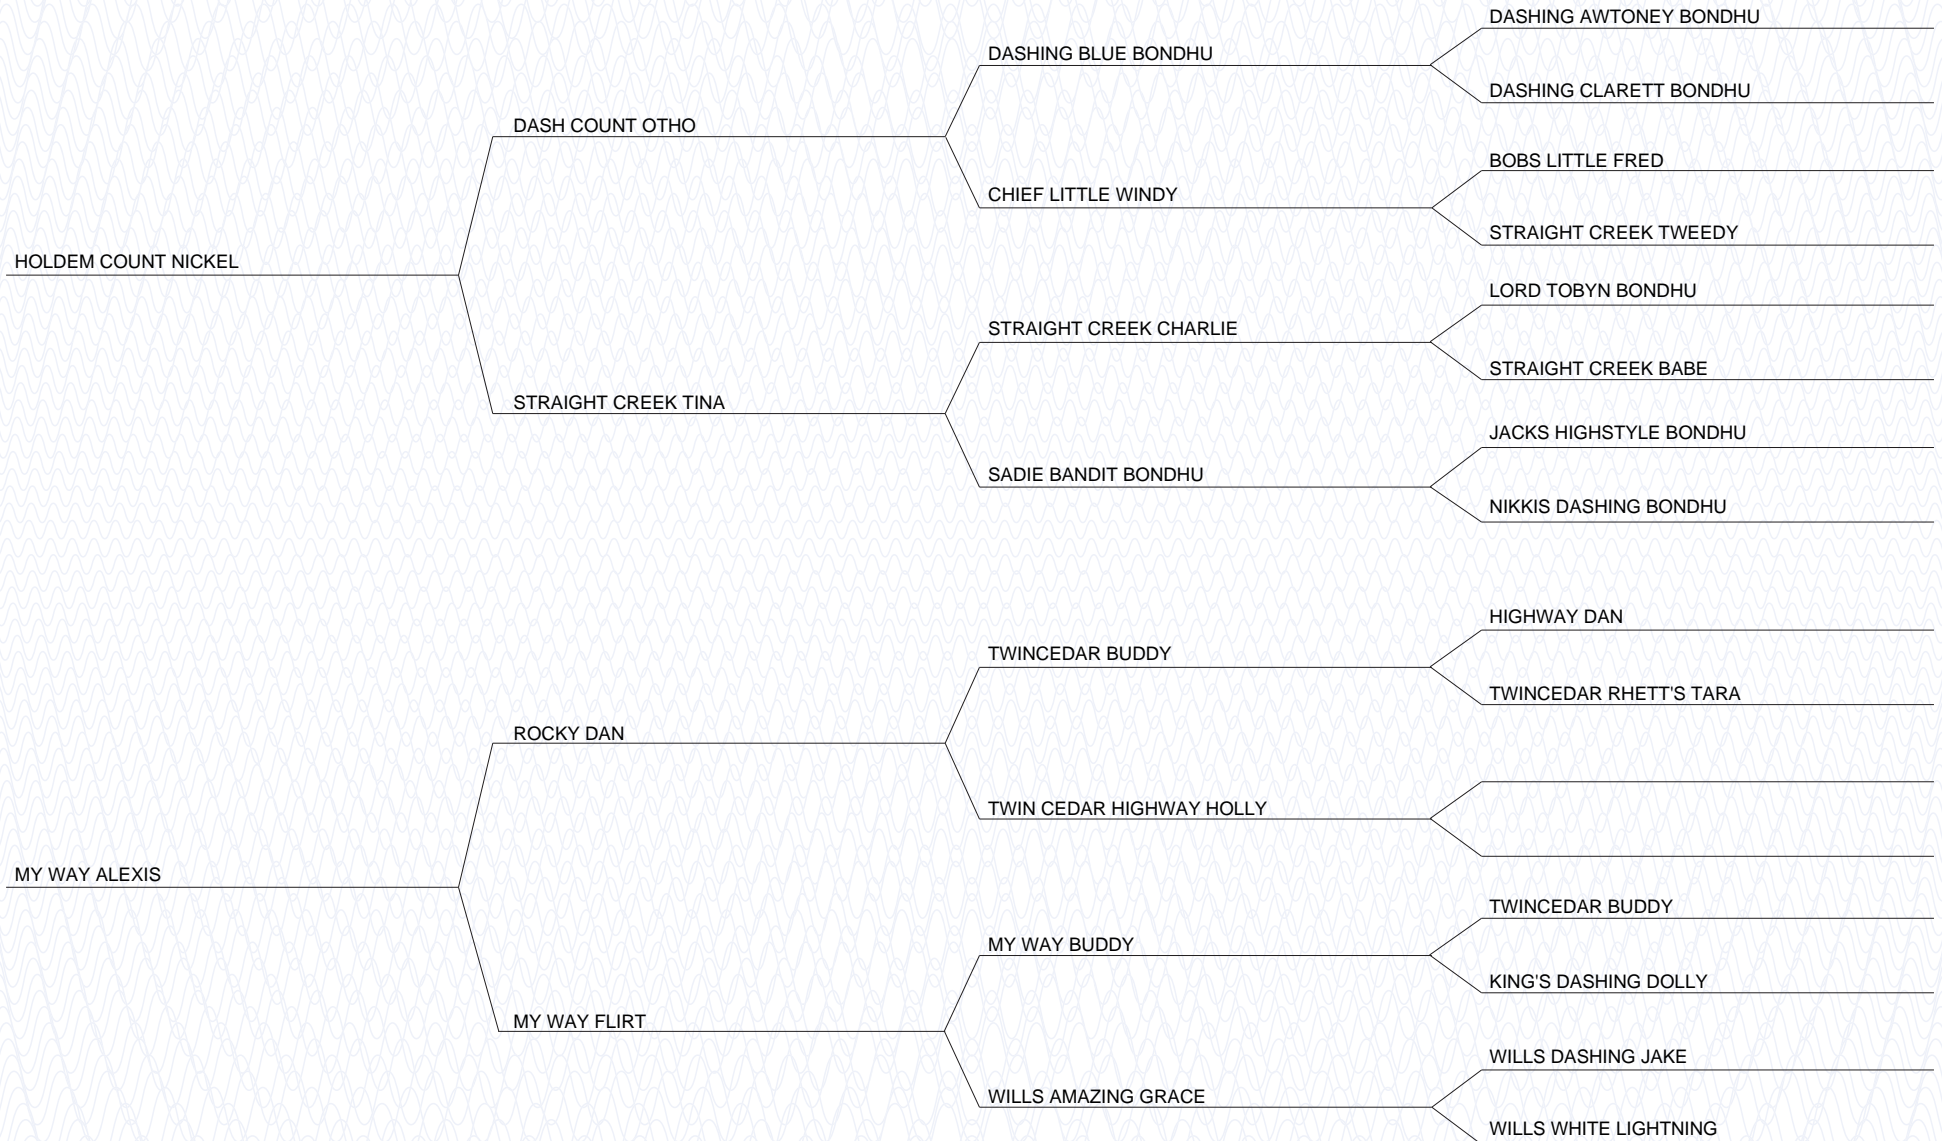 DASHING AWTONEY BONDHU
DASHING BLUE BONDHU
DASHING CLARETT BONDHU
DASH COUNT OTHO
BOBS LITTLE FRED
CHIEF LITTLE WINDY
STRAIGHT CREEK TWEEDY
HOLDEM COUNT NICKEL
LORD TOBYN BONDHU
STRAIGHT CREEK CHARLIE
STRAIGHT CREEK BABE
STRAIGHT CREEK TINA
JACKS HIGHSTYLE BONDHU
SADIE BANDIT BONDHU
NIKKIS DASHING BONDHU
HIGHWAY DAN
TWINCEDAR BUDDY
TWINCEDAR RHETT'S TARA
ROCKY DAN
TWIN CEDAR HIGHWAY HOLLY
MY WAY ALEXIS
TWINCEDAR BUDDY
MY WAY BUDDY
KING'S DASHING DOLLY
MY WAY FLIRT
WILLS DASHING JAKE
WILLS AMAZING GRACE
WILLS WHITE LIGHTNING